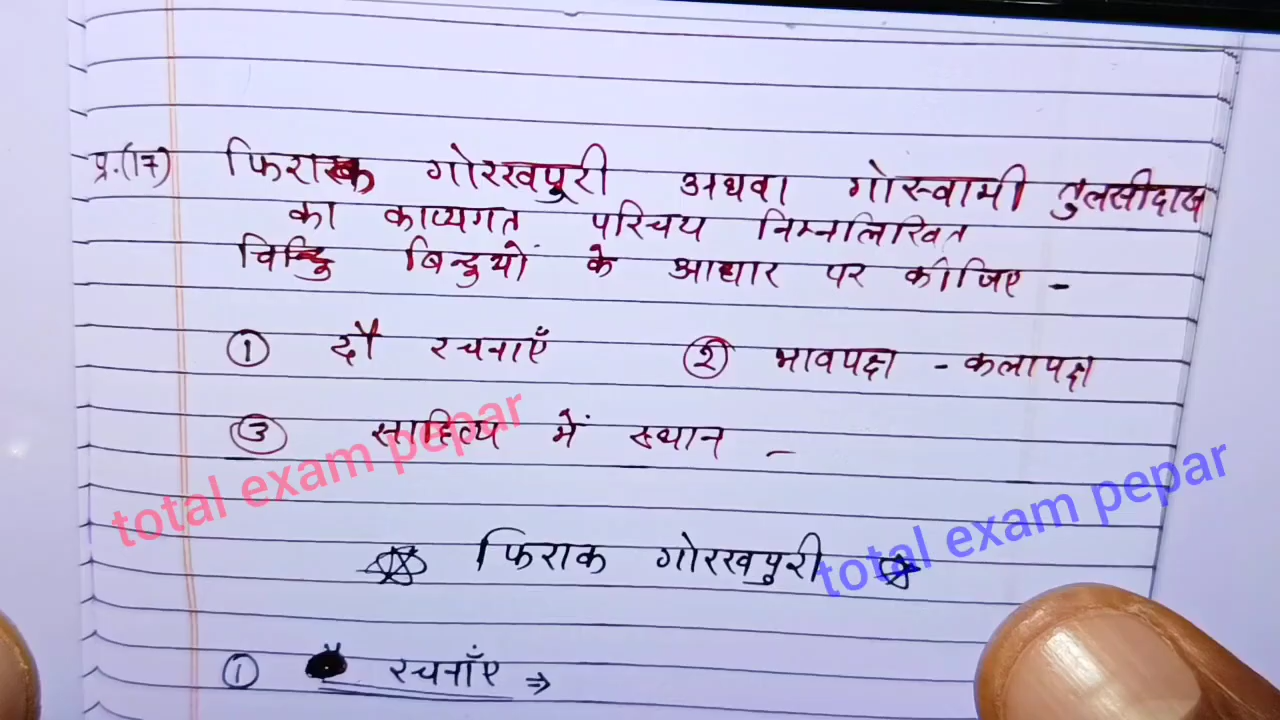 प्र.(17) फिराक गोरखपुरी अथवा गोस्वामी तुलसीदास
का काव्यगत परिचय निम्नलिखित
बिन्दुयों के आधार पर कीजिए -
① दौ रचनाएँ ② भावपक्ष - कलापक्ष
③ साहित्य में स्थान -
total exam pepar
total exam pepar
☆ फिराक गोरखपुरी ☆
① रचनाँए ⇒